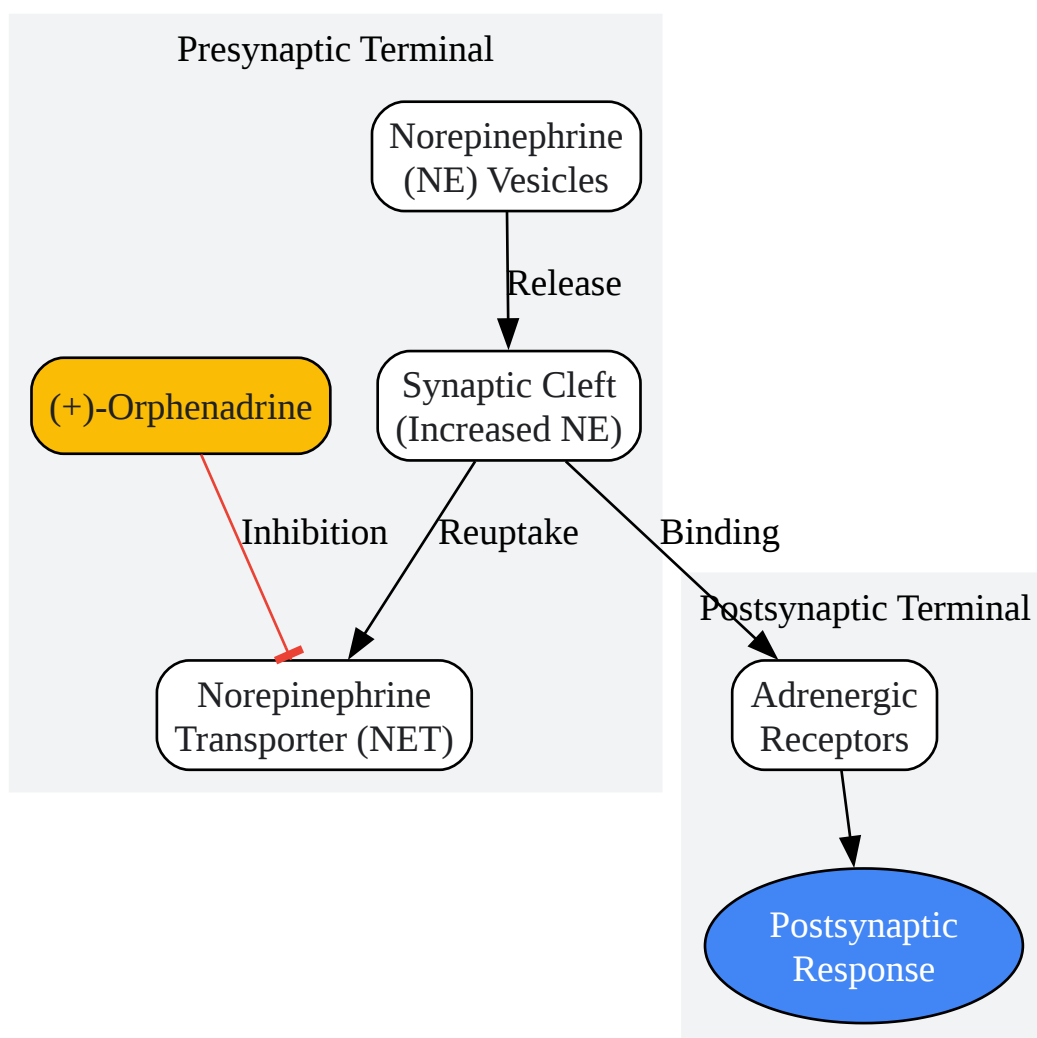 Presynaptic Terminal
Norepinephrine
(NE) Vesicles
Release
(+)-Orphenadrine
Synaptic Cleft
(Increased NE)
Inhibition
Reuptake
Binding
Postsynaptic Terminal
Norepinephrine
Transporter (NET)
Adrenergic
Receptors
Postsynaptic
Response